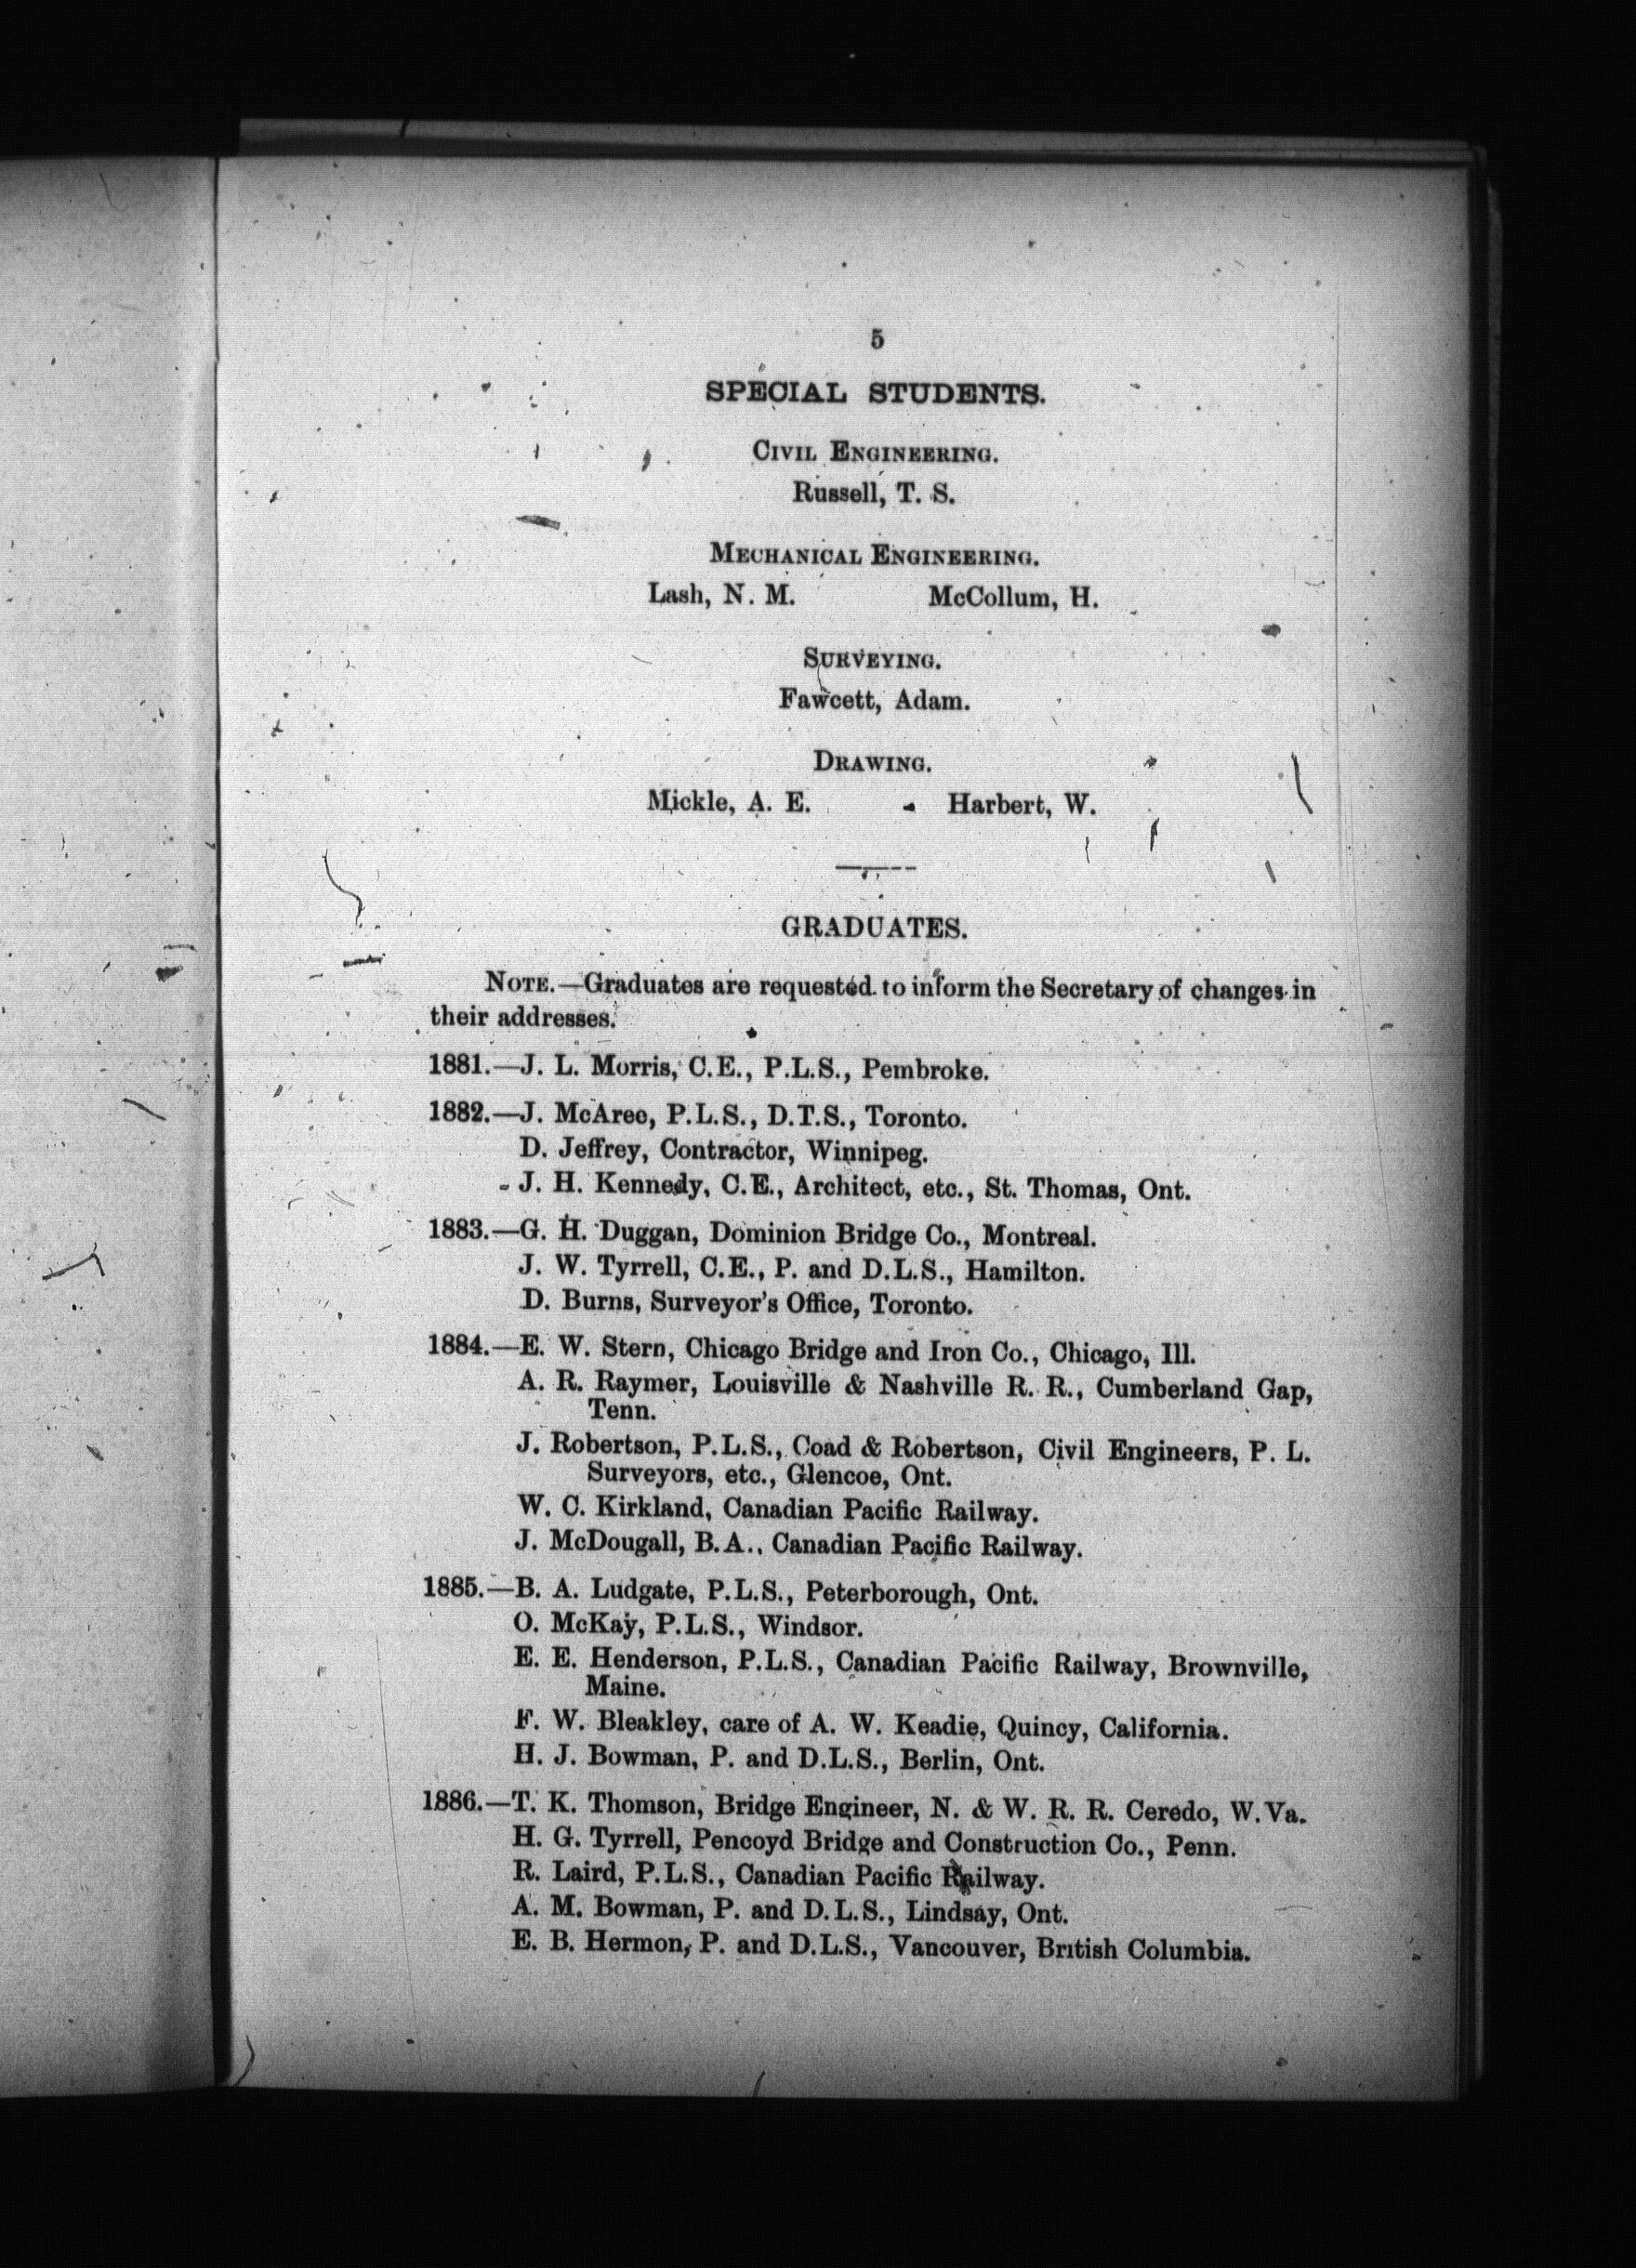 5
SPECIAL STUDENTS.
CIVIL ENGINEERING.
Russell, T. S.
MECHANICAL ENGINEERING.
Lash, N. M. McCollum, H.
SURVEYING.
Fawcett, Adam.
DRAWING.
Mickle, A. E. Harbert, W.
GRADUATES.
NOTE.—Graduates are requested to inform the Secretary of changes in
their addresses.
1881.—J. L. Morris, C.E., P.L.S., Pembroke.
1882.—J. McAree, P.L.S., D.T.S., Toronto.
D. Jeffrey, Contractor, Winnipeg.
J. H. Kennedy, C.E., Architect, etc., St. Thomas, Ont.
1883.—G. H. Duggan, Dominion Bridge Co., Montreal.
J. W. Tyrrell, C.E., P. and D.L.S., Hamilton.
D. Burns, Surveyor's Office, Toronto.
1884.—E. W. Stern, Chicago Bridge and Iron Co., Chicago, Ill.
A. R. Raymer, Louisville & Nashville R. R., Cumberland Gap,
Tenn.
J. Robertson, P.L.S., Coad & Robertson, Civil Engineers, P. L.
Surveyors, etc., Glencoe, Ont.
W. C. Kirkland, Canadian Pacific Railway.
J. McDougall, B.A., Canadian Pacific Railway.
1885.—B. A. Ludgate, P.L.S., Peterborough, Ont.
O. McKay, P.L.S., Windsor.
E. E. Henderson, P.L.S., Canadian Pacific Railway, Brownville,
Maine.
F. W. Bleakley, care of A. W. Keadie, Quincy, California.
H. J. Bowman, P. and D.L.S., Berlin, Ont.
1886.—T. K. Thomson, Bridge Engineer, N. & W. R. R. Ceredo, W.Va.
H. G. Tyrrell, Pencoyd Bridge and Construction Co., Penn.
R. Laird, P.L.S., Canadian Pacific Railway.
A. M. Bowman, P. and D.L.S., Lindsay, Ont.
E. B. Hermon, P. and D.L.S., Vancouver, British Columbia.